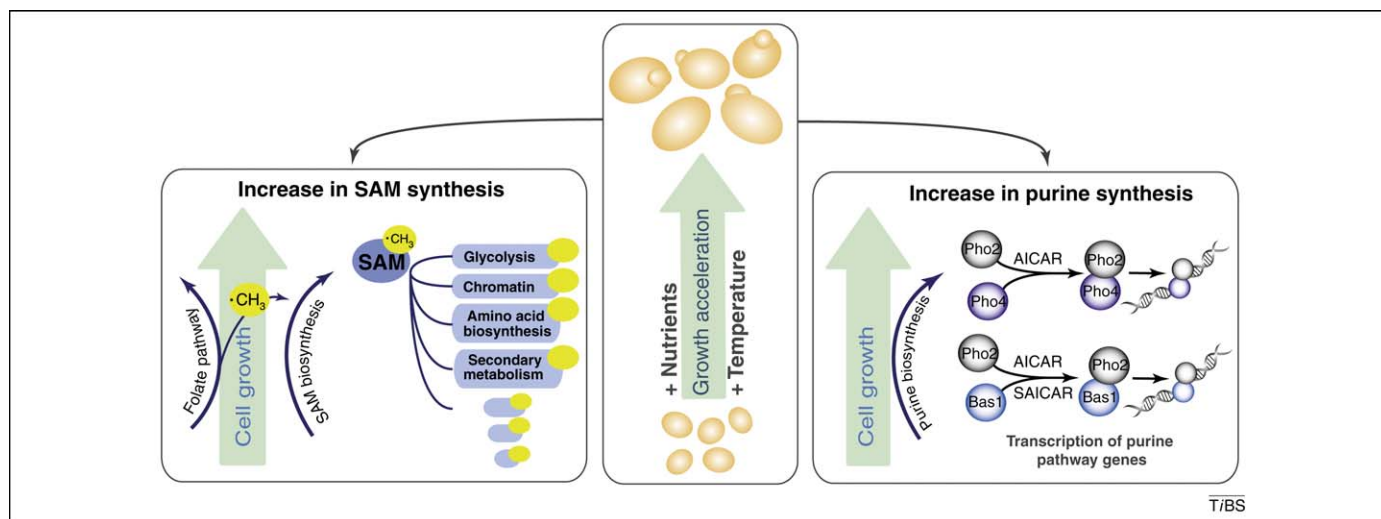 Increase in SAM synthesis
Folate pathway
•CH3
Cell growth
SAM biosynthesis
•CH3
SAM
Glycolysis
Chromatin
Amino acid
biosynthesis
Secondary
metabolism
+ Nutrients
Growth acceleration
+ Temperature
Increase in purine synthesis
Cell growth
Purine biosynthesis
Pho2
AICAR
Pho2
Pho4
Pho4
Pho2
AICAR
Pho2
Bas1
SAICAR
Bas1
Transcription of purine
pathway genes
TiBS